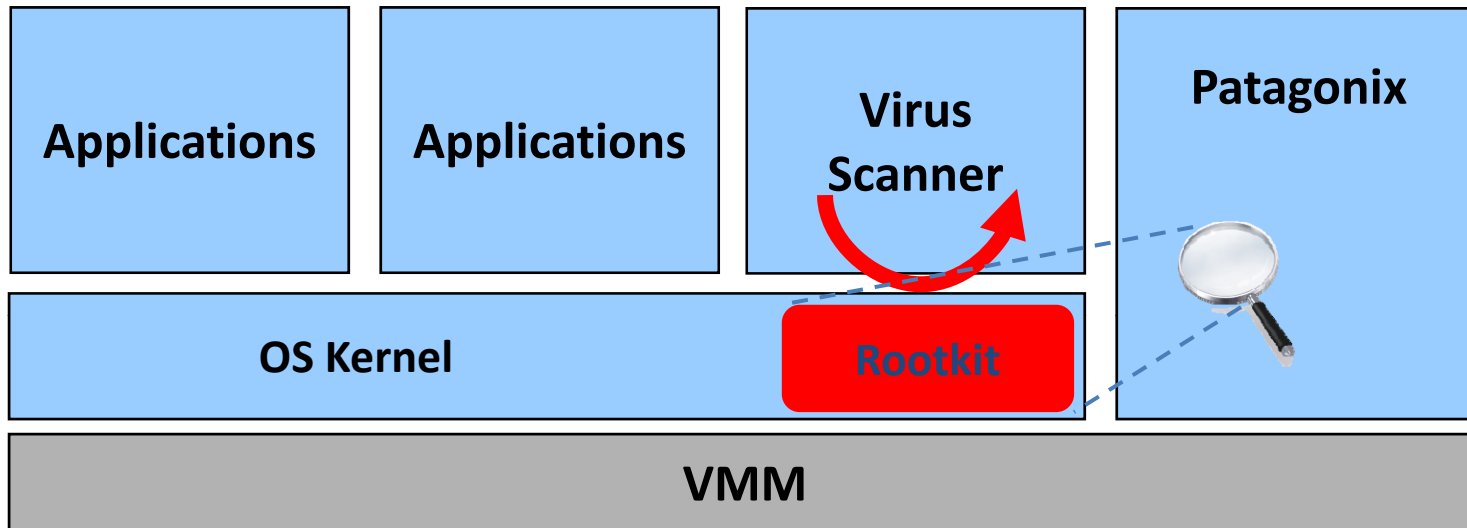 Applications
Applications
Virus
Scanner
Patagonix
OS Kernel
Rootkit
VMM